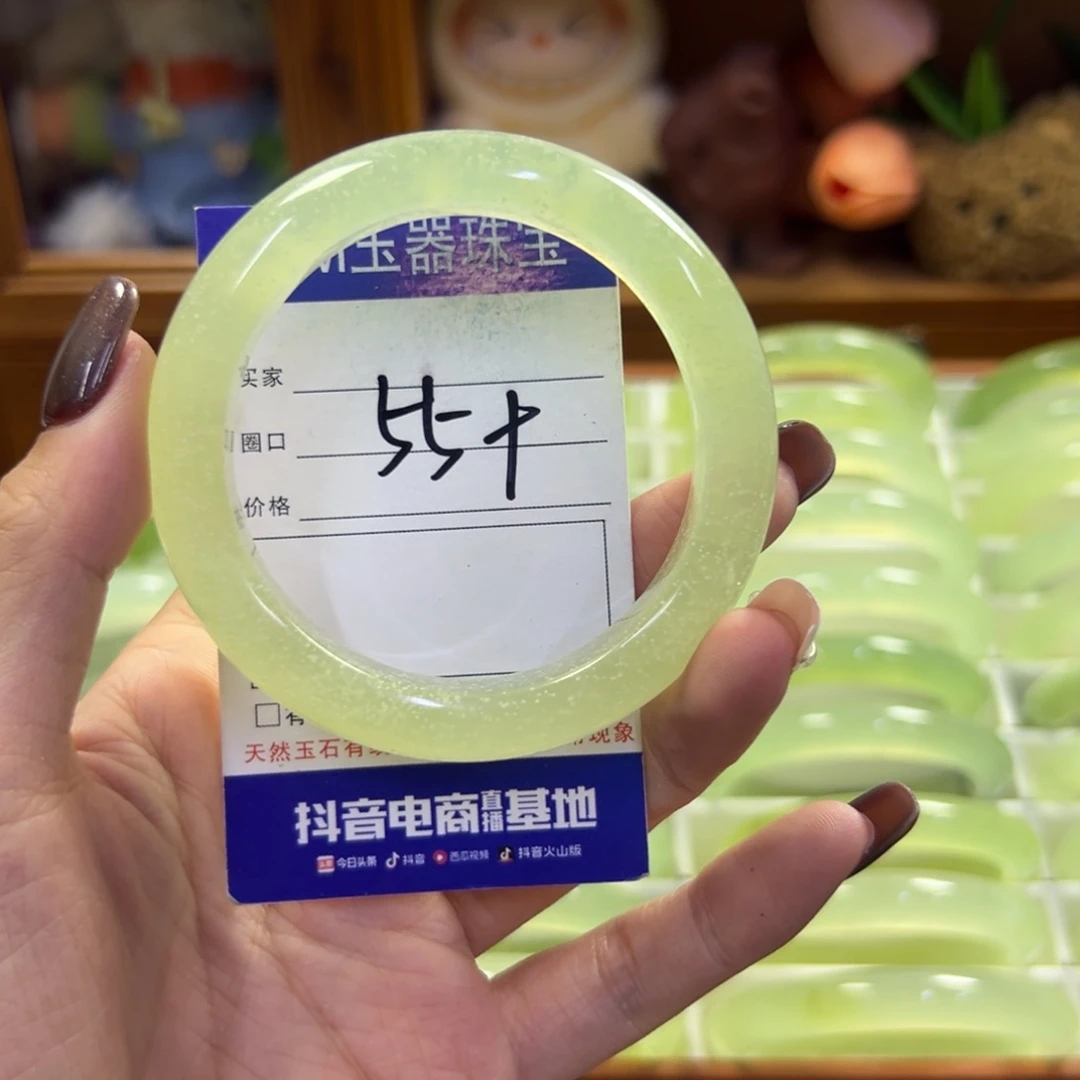 玉器珠宝
买家
圈口 55+
价格
□有
天然玉石有 现象
抖音电商直播基地
今日头条 抖音 西瓜视频 抖音火山版